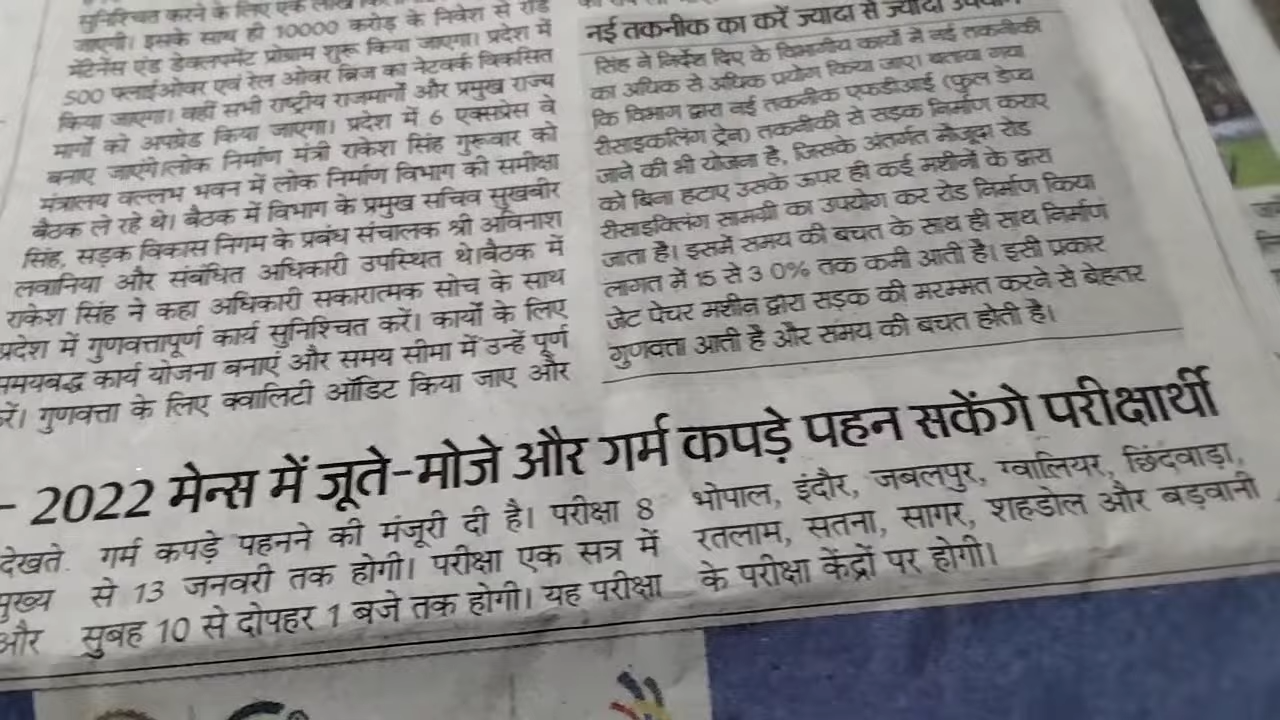 सुनिश्चित करने के लिए एक लाख
जाएगी। इसके साथ ही 10000 करोड़ के निवेश से रोड
मेंटेनेंस एंड डेवलपमेंट प्रोग्राम शुरू किया जाएगा। प्रदेश में
500 फ्लाईओवर एवं रेल ओवर ब्रिज का नेटवर्क विकसित
किया जाएगा। वहीं सभी राष्ट्रीय राजमार्गों और प्रमुख राज्य
मार्गों को अपग्रेड किया जाएगा। प्रदेश में 6 एक्सप्रेस वे
बनाए जाएंगे।लोक निर्माण मंत्री राकेश सिंह गुरूवार को
मंत्रालय वल्लभ भवन में लोक निर्माण विभाग की समीक्षा
बैठक ले रहे थे। बैठक में विभाग के प्रमुख सचिव सुखबीर
सिंह, सड़क विकास निगम के प्रबंध संचालक श्री अविनाश
लवानिया और संबंधित अधिकारी उपस्थित थे।बैठक में
राकेश सिंह ने कहा अधिकारी सकारात्मक सोच के साथ
प्रदेश में गुणवत्तापूर्ण कार्य सुनिश्चित करें। कार्यों के लिए
समयबद्ध कार्य योजना बनाएं और समय सीमा में उन्हें पूर्ण
करें। गुणवत्ता के लिए क्वालिटी ऑडिट किया जाए और
नई तकनीक का करें ज्यादा से ज्यादा उपयोग
सिंह ने निर्देश दिए के विभागीय कार्यों में नई तकनीकी
का अधिक से अधिक प्रयोग किया जाए। बताया गया
कि विभाग द्वारा नई तकनीक एफडीआई (फुल डेप्थ
रीसाइकलिंग ट्रेन) तकनीकी से सड़क निर्माण कराए
जाने की भी योजना है, जिसके अंतर्गत मौजूदा रोड
को बिना हटाए उसके ऊपर ही कई मशीनों के द्वारा
रीसाइक्लिंग सामग्री का उपयोग कर रोड निर्माण किया
जाता है। इसमें समय की बचत के साथ ही साथ निर्माण
लागत में 15 से 3 0% तक कमी आती है। इसी प्रकार
जेट पेचर मशीन द्वारा सड़क की मरम्मत करने से बेहतर
गुणवत्ता आती है और समय की बचत होती है।
- 2022 मेन्स में जूते-मोजे और गर्म कपड़े पहन सकेंगे परीक्षार्थी
देखते
मुख्य
और
गर्म कपड़े पहनने की मंजूरी दी है। परीक्षा 8
से 13 जनवरी तक होगी। परीक्षा एक सत्र में
सुबह 10 से दोपहर 1 बजे तक होगी। यह परीक्षा
भोपाल, इंदौर, जबलपुर, ग्वालियर, छिंदवाड़ा,
रतलाम, सतना, सागर, शहडोल और बड़वानी
के परीक्षा केंद्रों पर होगी।